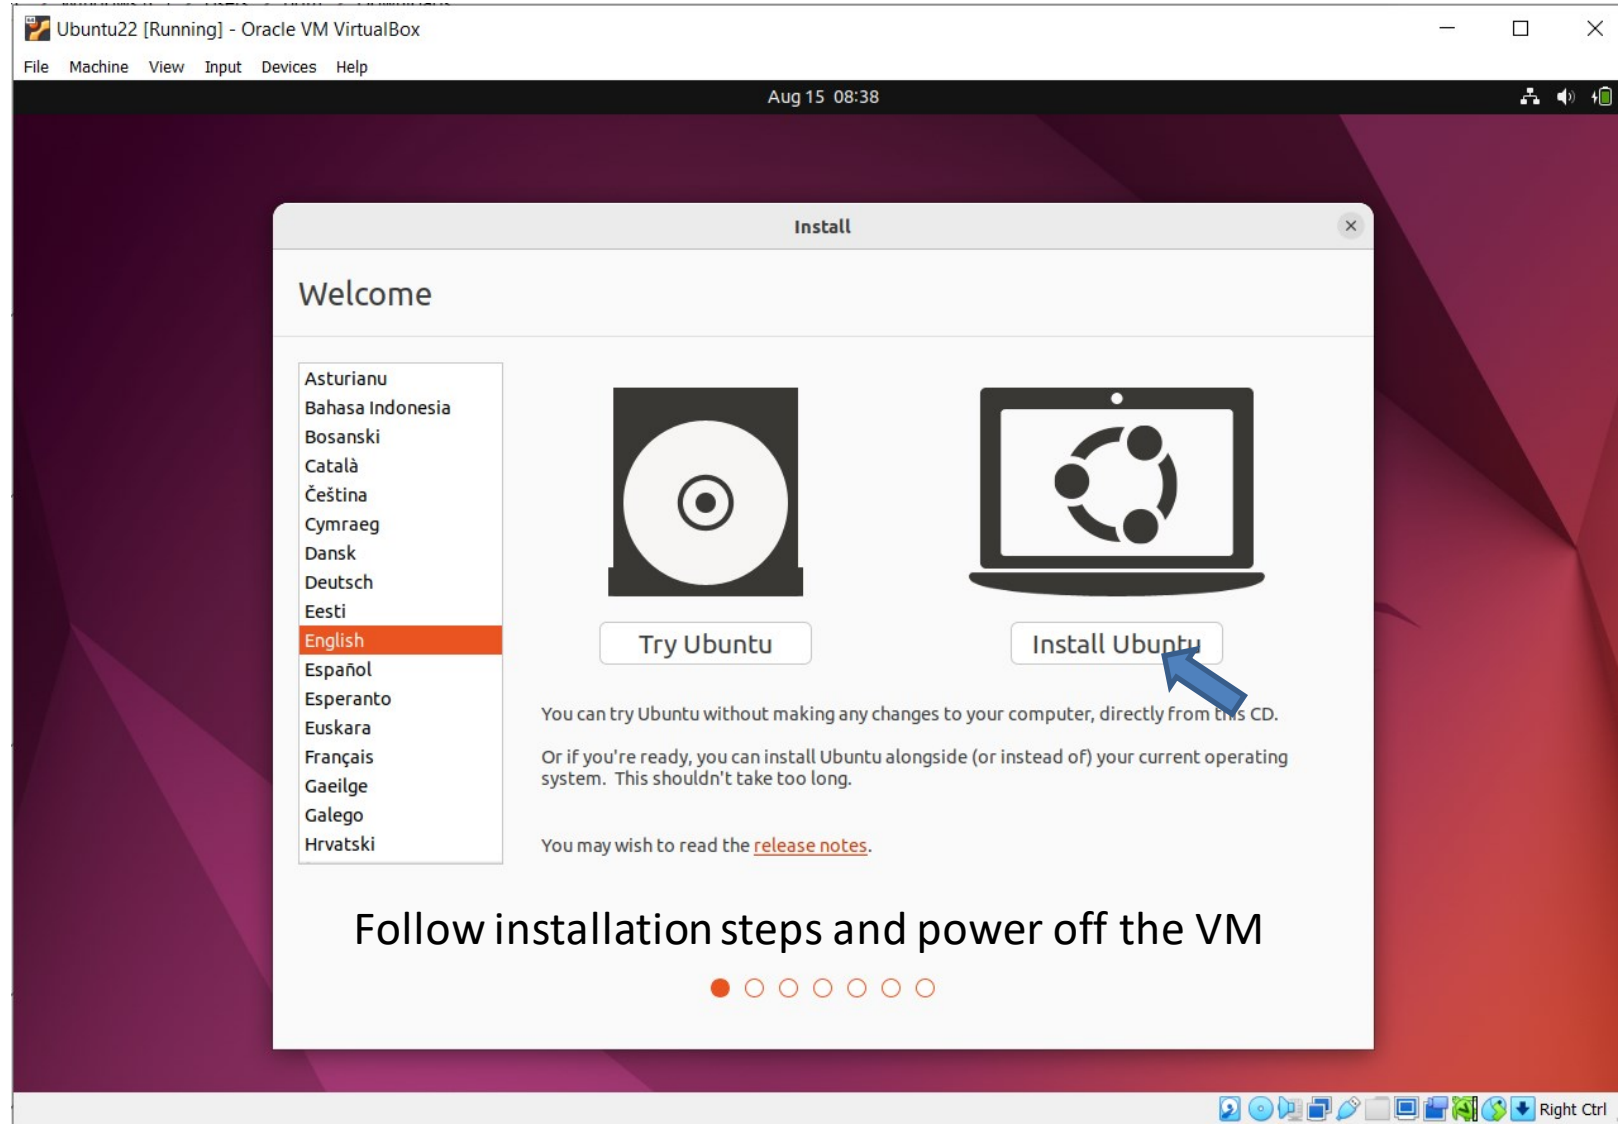 Ubuntu22 [Running] - Oracle VM VirtualBox
File Machine View Input Devices Help
Aug 15 08:38
Install
Welcome
Asturianu
Bahasa Indonesia
Bosanski
Català
Čeština
Cymraeg
Dansk
Deutsch
Eesti
English
Español
Esperanto
Euskara
Français
Gaeilge
Galego
Hrvatski
Try Ubuntu
Install Ubuntu
You can try Ubuntu without making any changes to your computer, directly from this CD.
Or if you're ready, you can install Ubuntu alongside (or instead of) your current operating
system. This shouldn't take too long.
You may wish to read the release notes.
Follow installation steps and power off the VM
Right Ctrl